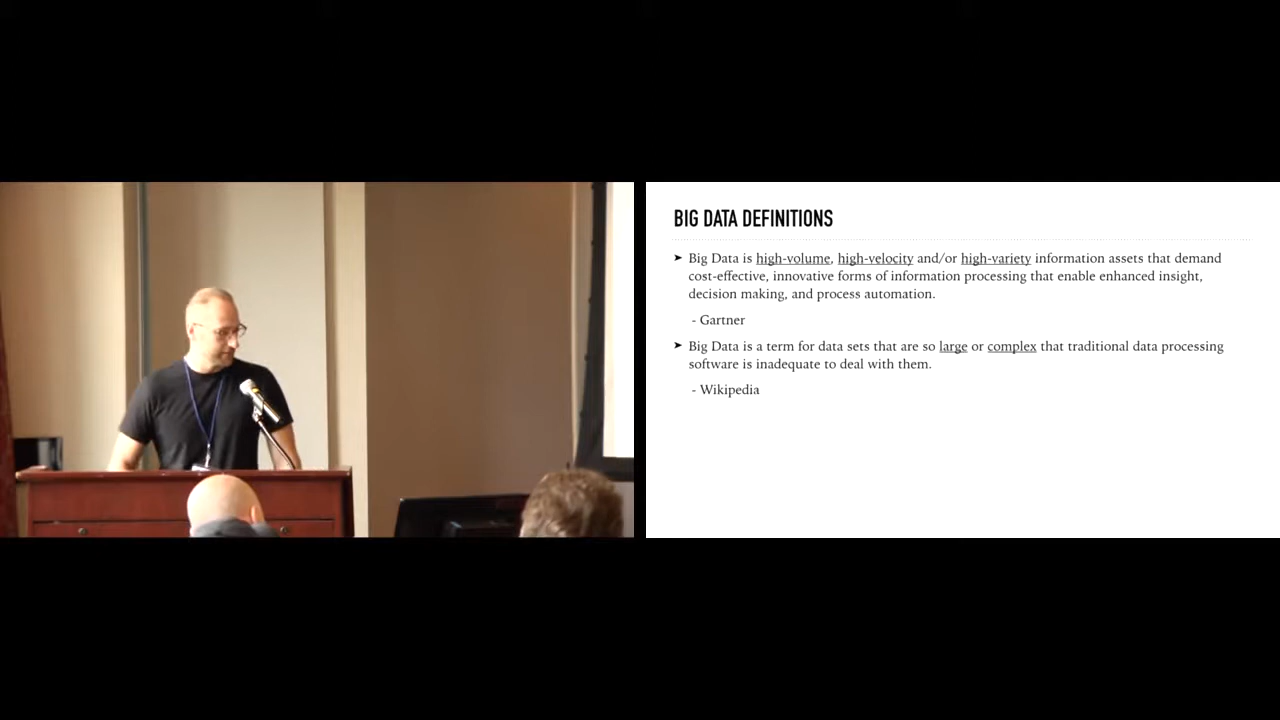 BIG DATA DEFINITIONS
➤ Big Data is high-volume, high-velocity and/or high-variety information assets that demand
cost-effective, innovative forms of information processing that enable enhanced insight,
decision making, and process automation.
- Gartner
➤ Big Data is a term for data sets that are so large or complex that traditional data processing
software is inadequate to deal with them.
- Wikipedia